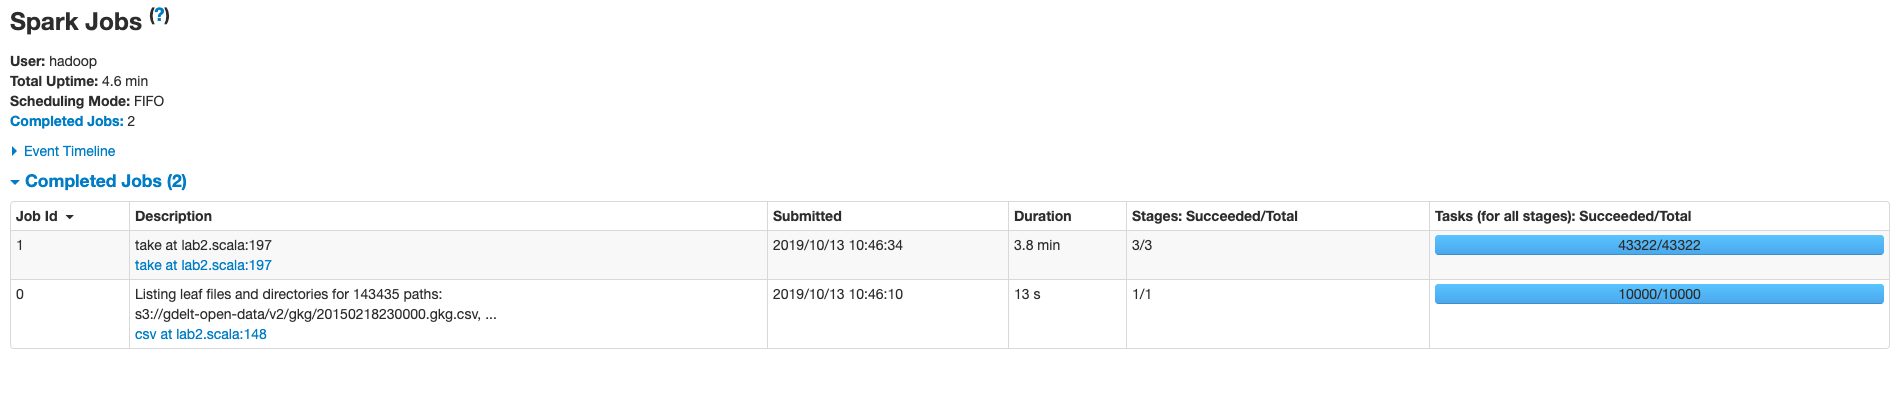 Spark Jobs (?)
User: hadoop
Total Uptime: 4.6 min
Scheduling Mode: FIFO
Completed Jobs: 2
Event Timeline
Completed Jobs (2)
Job Id Description Submitted Duration Stages: Succeeded/Total Tasks (for all stages): Succeeded/Total
1 take at lab2.scala:197 2019/10/13 10:46:34 3.8 min 3/3 43322/43322
take at lab2.scala:197
0 Listing leaf files and directories for 143435 paths: 2019/10/13 10:46:10 13 s 1/1 10000/10000
s3://gdelt-open-data/v2/gkg/20150218230000.gkg.csv, ...
csv at lab2.scala:148